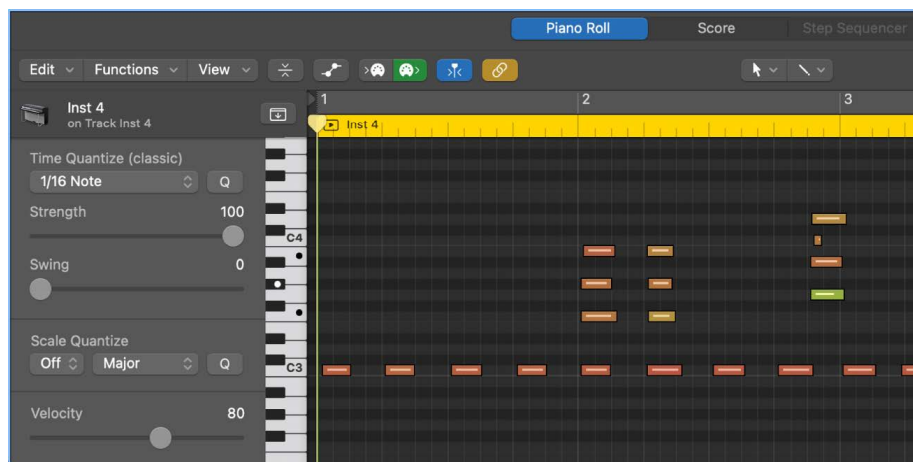 Piano Roll Score Step Sequencer
Edit Functions View
1 2 3
Inst 4
on Track Inst 4
Inst 4
Time Quantize (classic)
1/16 Note Q
Strength 100
C4
Swing 0
Scale Quantize
Off Major Q
C3
Velocity 80